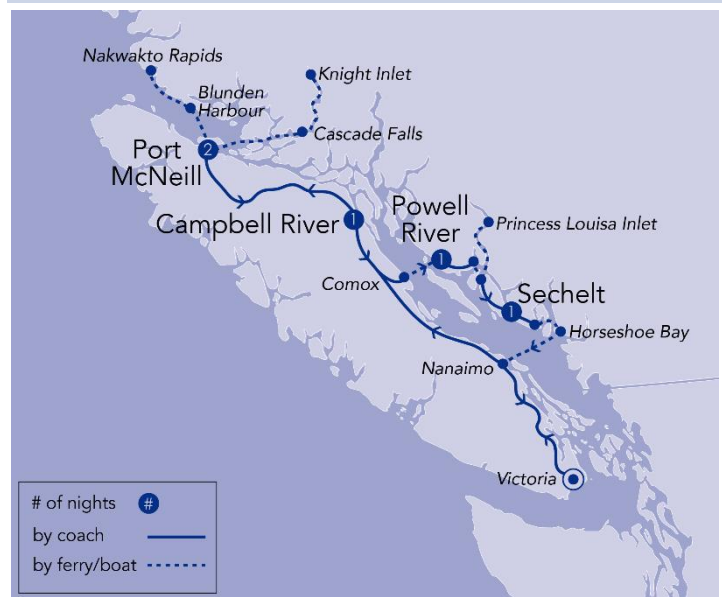 Nakwakto Rapids
Knight Inlet
Blunden
Harbour
Cascade Falls
Port
McNeill
2
Campbell River
1
Powell
River
1
Princess Louisa Inlet
Comox
Sechelt
1
Horseshoe Bay
Nanaimo
Victoria
# of nights #
by coach
by ferry/boat